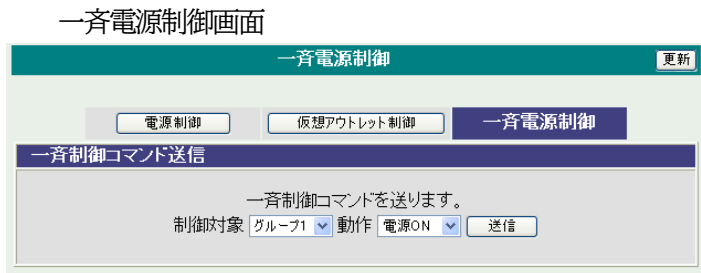 一斉電源制御画面
一斉電源制御 更新
電源制御 仮想アウトレット制御 一斉電源制御
一斉制御コマンド送信
一斉制御コマンドを送ります。
制御対象 グループ1 動作 電源ON 送信